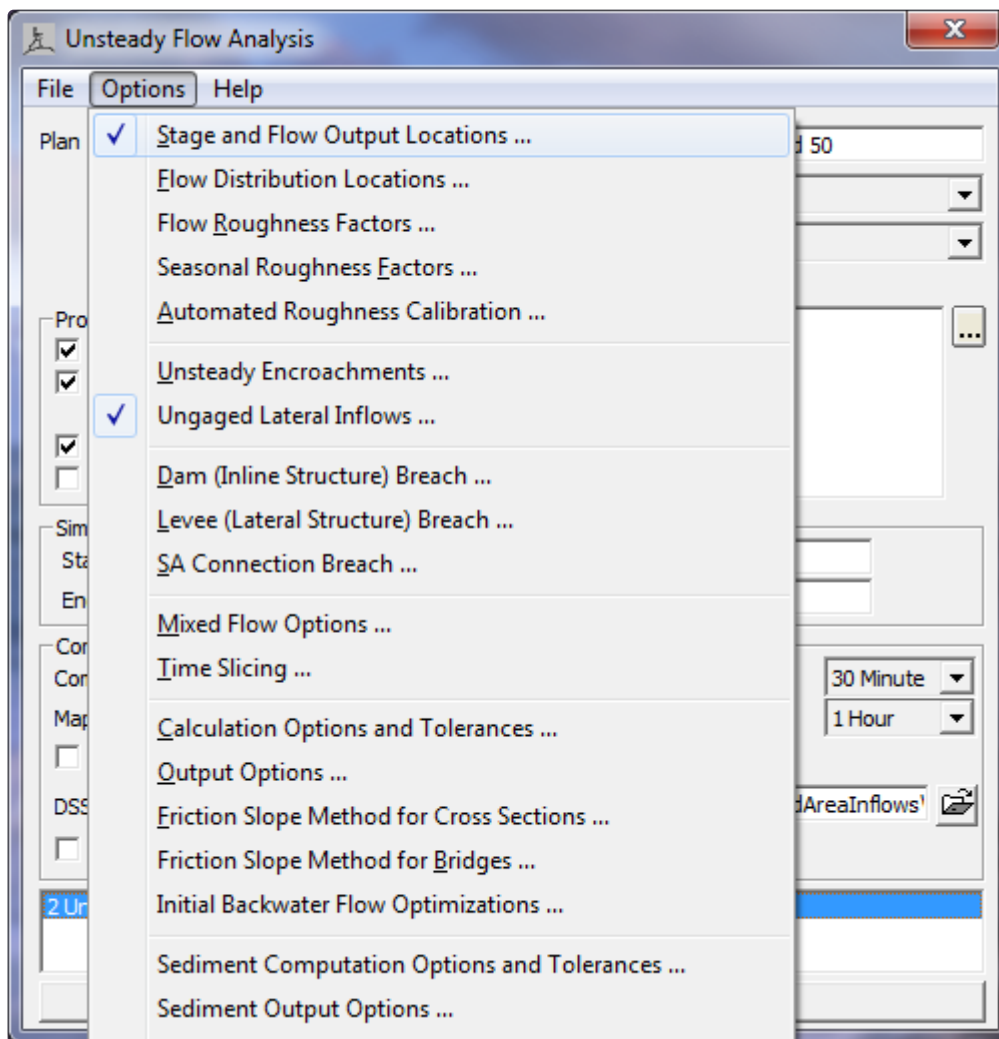 Unsteady Flow Analysis
File Options Help
Plan
Stage and Flow Output Locations ...
50
Flow Distribution Locations ...
Flow Roughness Factors ...
Seasonal Roughness Factors ...
Automated Roughness Calibration ...
Pro
...
Unsteady Encroachments ...
Ungaged Lateral Inflows ...
Dam (Inline Structure) Breach ...
Levee (Lateral Structure) Breach ...
SA Connection Breach ...
Sim
Sta
En
Mixed Flow Options ...
Time Slicing ...
Cor
Com
30 Minute
Map
1 Hour
Calculation Options and Tolerances ...
Output Options ...
DSS
dAreaInflows\
Friction Slope Method for Cross Sections ...
Friction Slope Method for Bridges ...
Initial Backwater Flow Optimizations ...
2 Un
Sediment Computation Options and Tolerances ...
Sediment Output Options ...